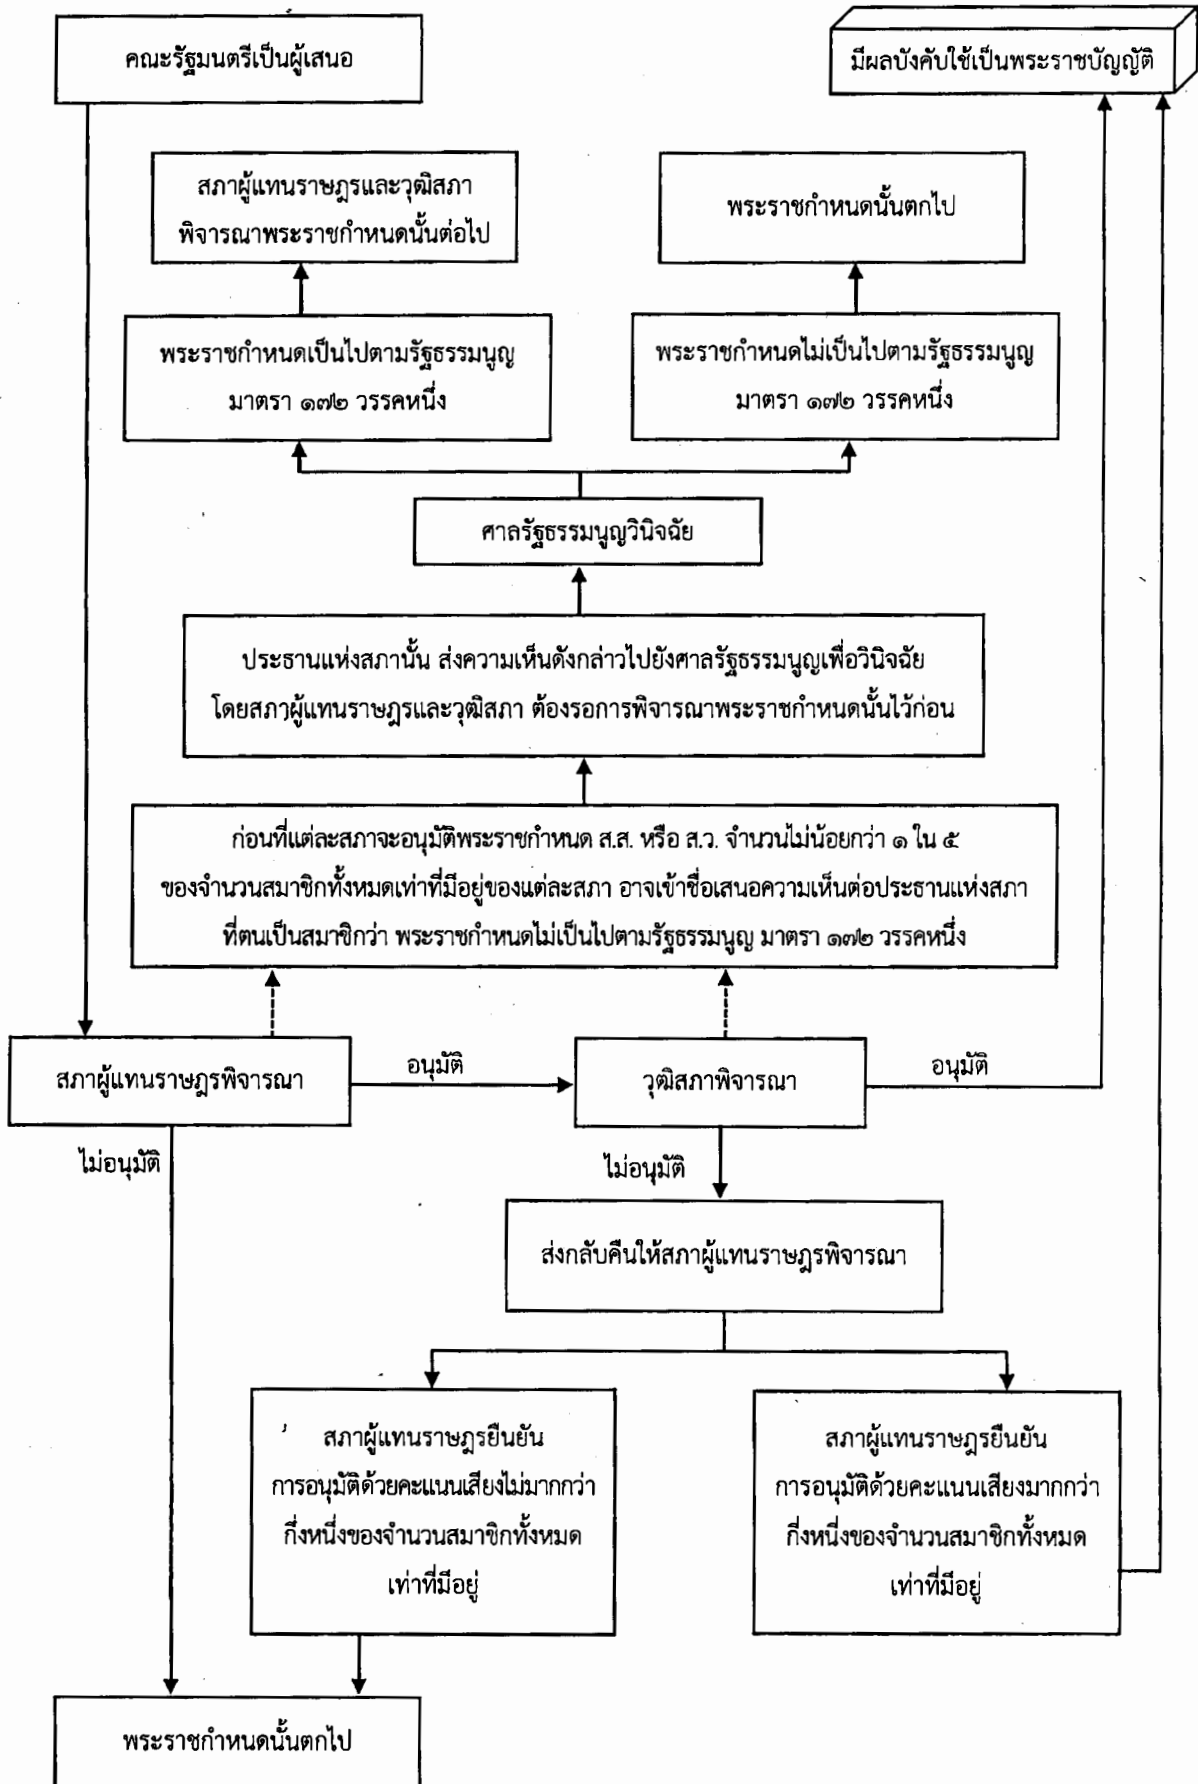 คณะรัฐมนตรีเป็นผู้เสนอ
มีผลบังคับใช้เป็นพระราชบัญญัติ
สภาผู้แทนราษฎรและวุฒิสภา
พิจารณาพระราชกำหนดนั้นต่อไป
พระราชกำหนดนั้นตกไป
พระราชกำหนดเป็นไปตามรัฐธรรมนูญ
มาตรา ๑๗๒ วรรคหนึ่ง
พระราชกำหนดไม่เป็นไปตามรัฐธรรมนูญ
มาตรา ๑๗๒ วรรคหนึ่ง
ศาลรัฐธรรมนูญวินิจฉัย
ประธานแห่งสภานั้น ส่งความเห็นดังกล่าวไปยังศาลรัฐธรรมนูญเพื่อวินิจฉัย
โดยสภาผู้แทนราษฎรและวุฒิสภา ต้องรอการพิจารณาพระราชกำหนดนั้นไว้ก่อน
ก่อนที่แต่ละสภาจะอนุมัติพระราชกำหนด ส.ส. หรือ ส.ว. จำนวนไม่น้อยกว่า ๑ ใน ๕
ของจำนวนสมาชิกทั้งหมดเท่าที่มีอยู่ของแต่ละสภา อาจเข้าชื่อเสนอความเห็นต่อประธานแห่งสภา
ที่ตนเป็นสมาชิกว่า พระราชกำหนดไม่เป็นไปตามรัฐธรรมนูญ มาตรา ๑๗๒ วรรคหนึ่ง
สภาผู้แทนราษฎรพิจารณา
อนุมัติ
วุฒิสภาพิจารณา
อนุมัติ
ไม่อนุมัติ
ไม่อนุมัติ
ส่งกลับคืนให้สภาผู้แทนราษฎรพิจารณา
สภาผู้แทนราษฎรยืนยัน
การอนุมัติด้วยคะแนนเสียงไม่มากกว่า
กึ่งหนึ่งของจำนวนสมาชิกทั้งหมด
เท่าที่มีอยู่
สภาผู้แทนราษฎรยืนยัน
การอนุมัติด้วยคะแนนเสียงมากกว่า
กึ่งหนึ่งของจำนวนสมาชิกทั้งหมด
เท่าที่มีอยู่
พระราชกำหนดนั้นตกไป